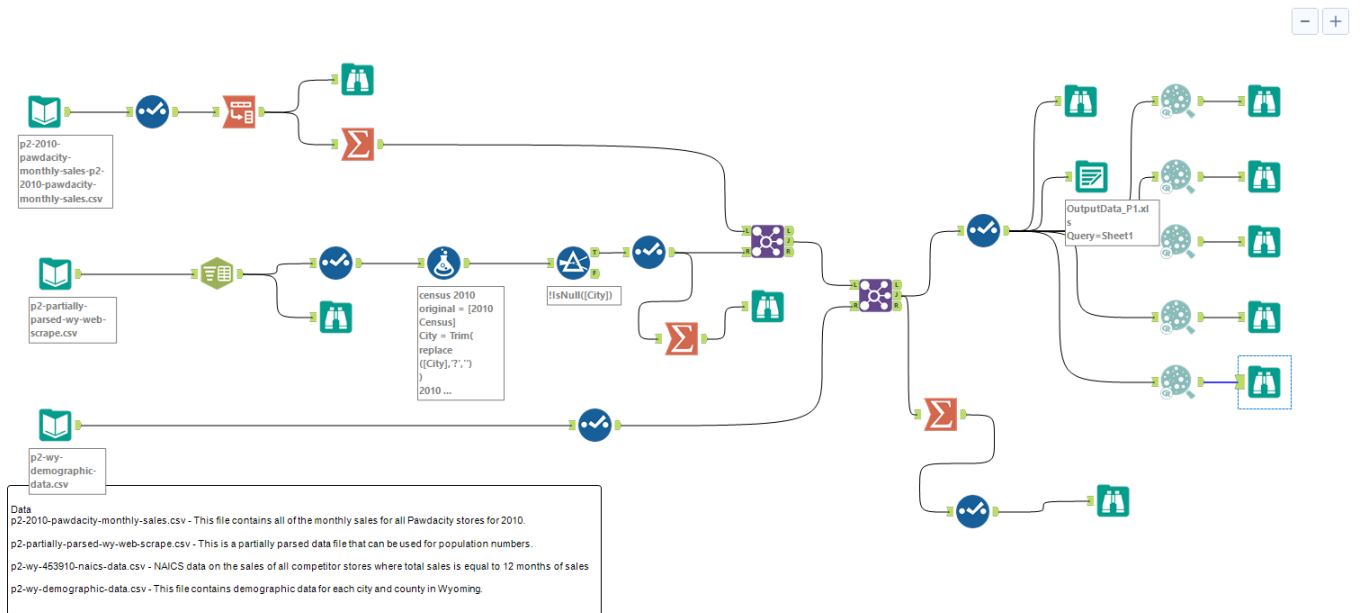 p2-2010-
pawdacity-
monthly-sales-p2-
2010-pawdacity-
monthly-sales.csv
OutputData_P1.xl
s
Query=Sheet1
p2-partially-
parsed-wy-web-
scrape.csv
census 2010
original = [2010
Census]
City = Trim(
replace
([City],'?','')
)
2010 ...
!IsNull([City])
T
F
L
R
L
J
R
L
R
L
J
R
p2-wy-
demographic-
data.csv
Data
p2-2010-pawdacity-monthly-sales.csv - This file contains all of the monthly sales for all Pawdacity stores for 2010.
p2-partially-parsed-wy-web-scrape.csv - This is a partially parsed data file that can be used for population numbers.
p2-wy-453910-naics-data.csv - NAICS data on the sales of all competitor stores where total sales is equal to 12 months of sales
p2-wy-demographic-data.csv - This file contains demographic data for each city and county in Wyoming.